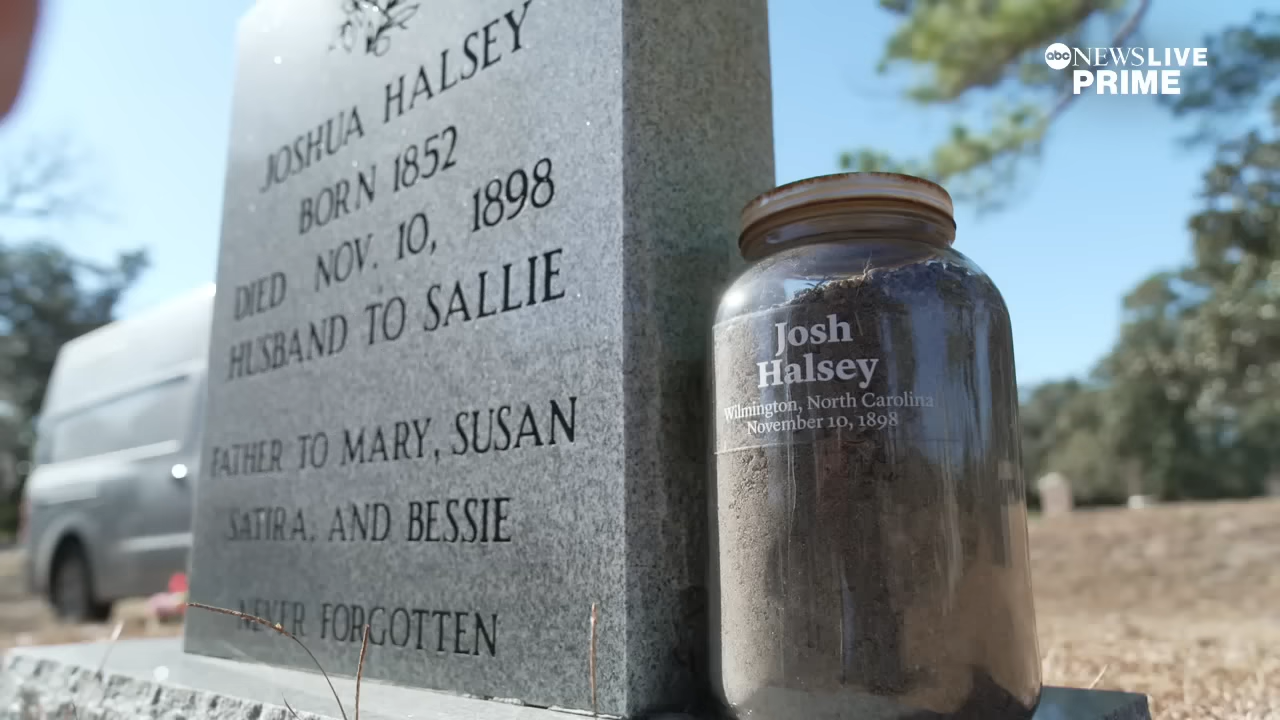 JOSHUA HALSEY
BORN 1852
DIED NOV. 10, 1898
HUSBAND TO SALLIE
FATHER TO MARY, SUSAN
SATIRA, AND BESSIE
NEVER FORGOTTEN
Josh
Halsey
Wilmington, North Carolina
November 10, 1898
abc NEWS LIVE
PRIME